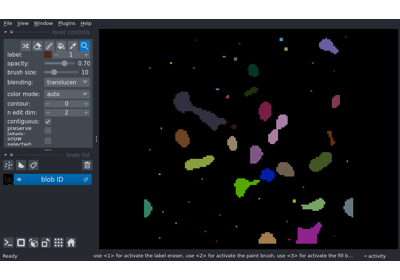 File View Window Plugins Help
layer controls
label: 1
opacity: 0.70
brush size: 10
blending: translucen
color mode: auto
contour: 0
n edit dim: 2
contiguous:
preserve
labels:
show
selected:
layer list
blob ID
Ready
use <1> for activate the label eraser, use <2> for activate the paint brush, use <3> for activate the fill b...
activity